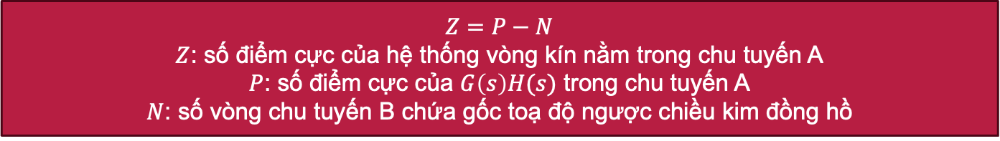 Z = P − N
Z: số điểm cực của hệ thống vòng kín nằm trong chu tuyến A
P: số điểm cực của G(s)H(s) trong chu tuyến A
N: số vòng chu tuyến B chứa gốc toạ độ ngược chiều kim đồng hồ